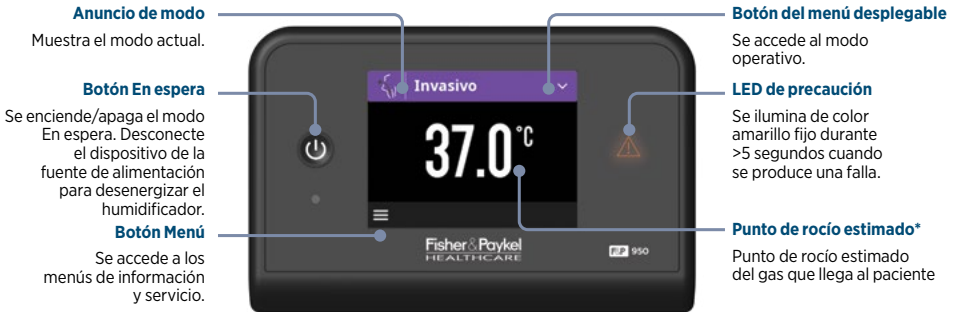 Anuncio de modo
Muestra el modo actual.
Botón En espera
Se enciende/apaga el modo
En espera. Desconecte
el dispositivo de la
fuente de alimentación
para desenergizar el
humidificador.
Botón Menú
Se accede a los
menús de información
y servicio.
Invasivo
37.0°C
Fisher&Paykel
HEALTHCARE
F&P 950
Botón del menú desplegable
Se accede al modo
operativo.
LED de precaución
Se ilumina de color
amarillo fijo durante
>5 segundos cuando
se produce una falla.
Punto de rocío estimado*
Punto de rocío estimado
del gas que llega al paciente